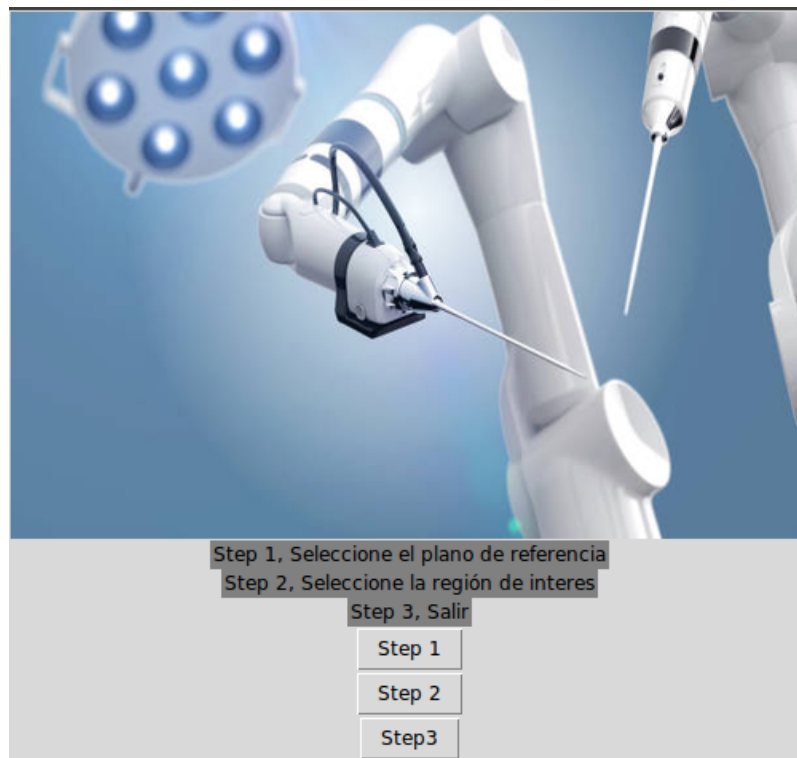 Step 1, Seleccione el plano de referencia
Step 2, Seleccione la región de interes
Step 3, Salir
Step 1
Step 2
Step3